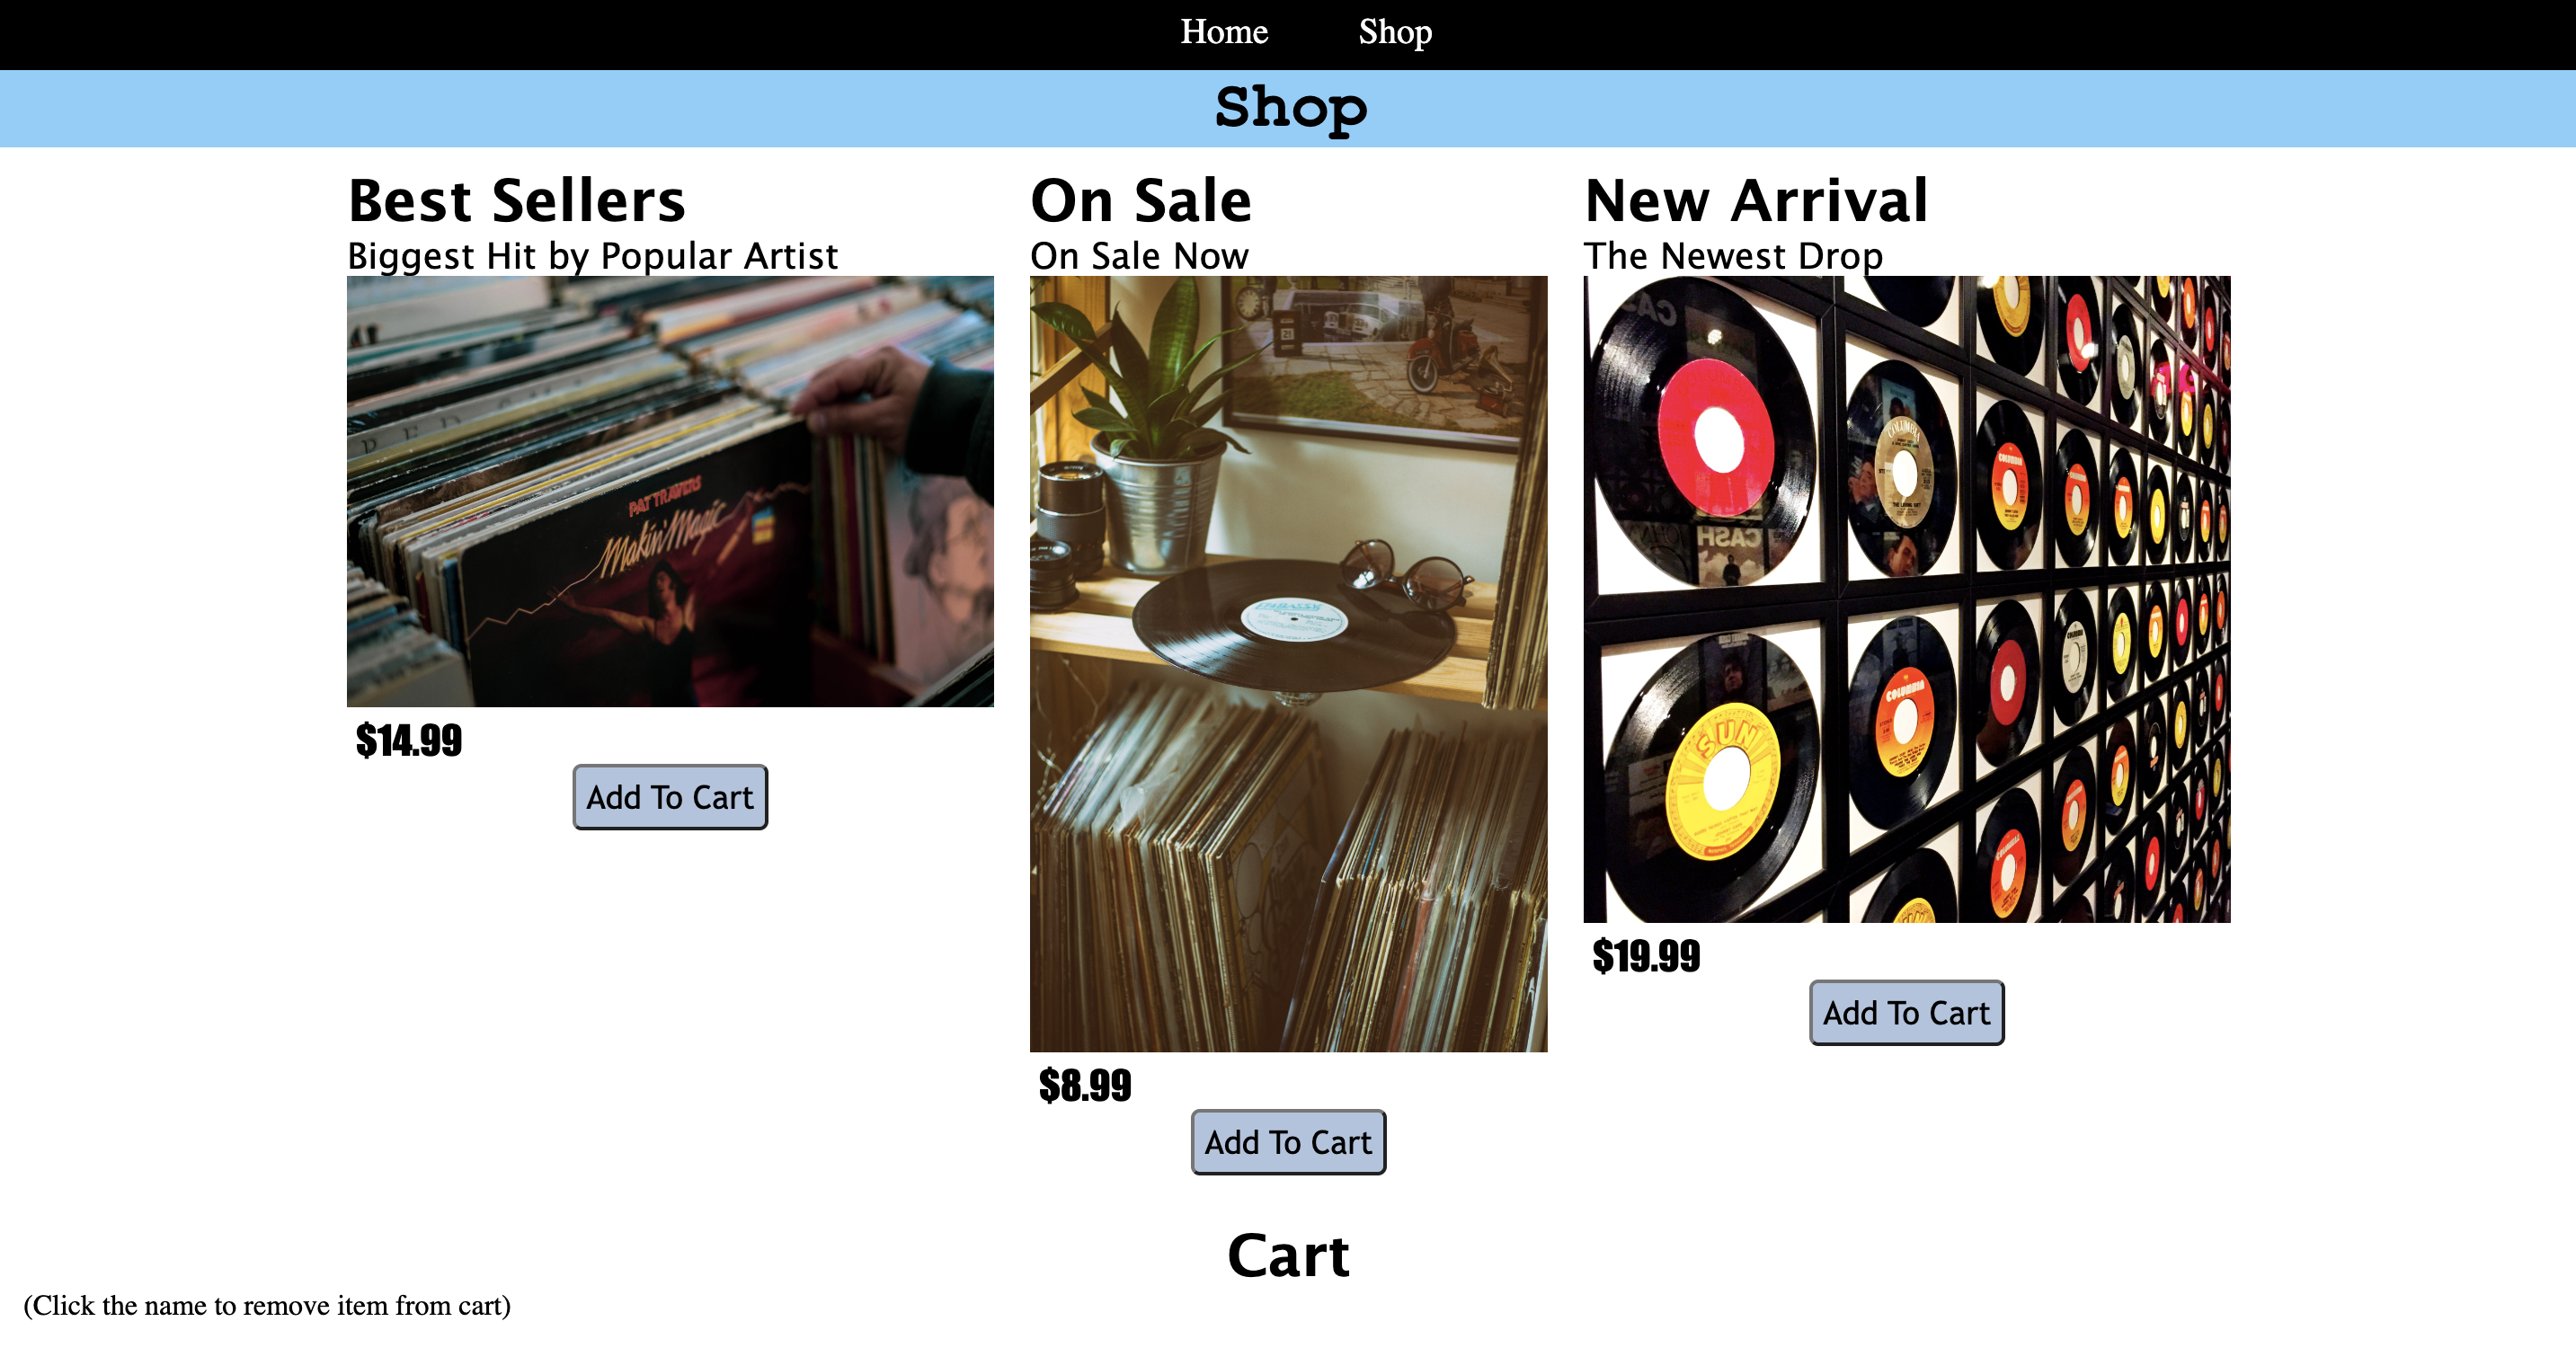 Home Shop
Shop
Best Sellers
Biggest Hit by Popular Artist
PAT TRAVERS
Makin' Magic
$14.99
Add To Cart
On Sale
On Sale Now
$8.99
Add To Cart
New Arrival
The Newest Drop
CASH
COLUMBIA
COLUMBIA
SUN
COLUMBIA
$19.99
Add To Cart
Cart
(Click the name to remove item from cart)